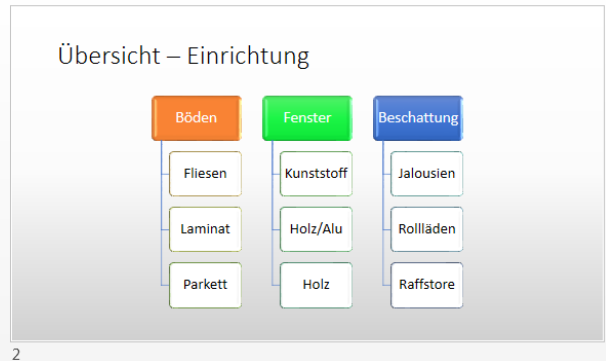 Übersicht – Einrichtung
Böden
Fliesen
Laminat
Parkett
Fenster
Kunststoff
Holz/Alu
Holz
Beschattung
Jalousien
Rollläden
Raffstore
2